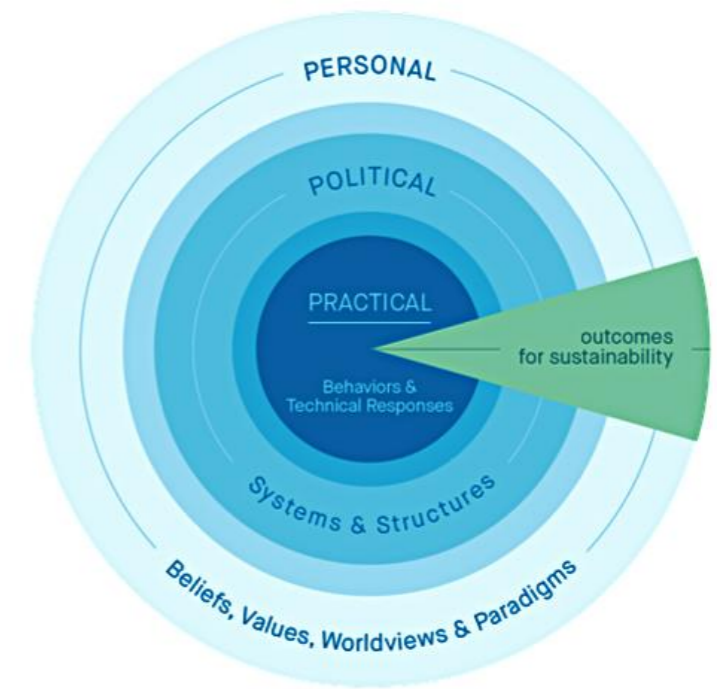 PERSONAL
POLITICAL
PRACTICAL
Behaviors &
Technical Responses
outcomes
for sustainability
Systems & Structures
Beliefs, Values, Worldviews & Paradigms